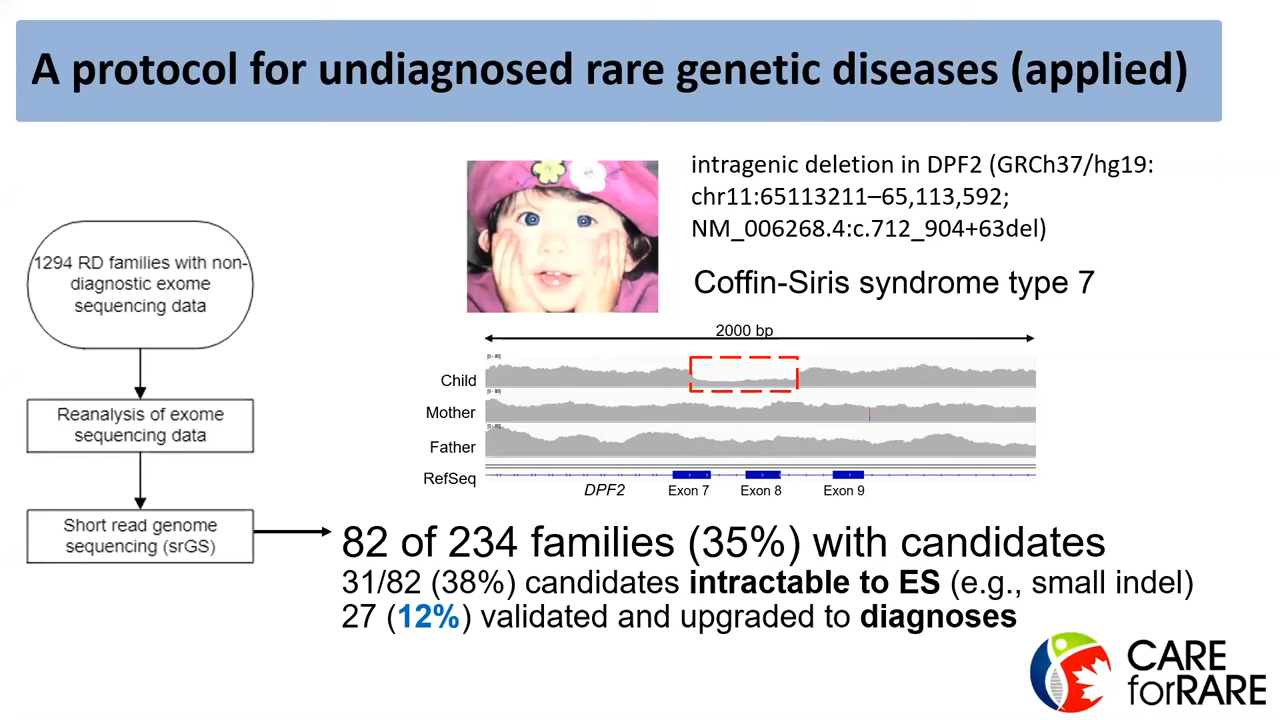 A protocol for undiagnosed rare genetic diseases (applied)
1294 RD families with non-
diagnostic exome
sequencing data
Reanalysis of exome
sequencing data
Short read genome
sequencing (srGS)
intragenic deletion in DPF2 (GRCh37/hg19:
chr11:65113211–65,113,592;
NM_006268.4:c.712_904+63del)
Coffin-Siris syndrome type 7
2000 bp
Child
Mother
Father
RefSeq
DPF2
Exon 7
Exon 8
Exon 9
82 of 234 families (35%) with candidates
31/82 (38%) candidates intractable to ES (e.g., small indel)
27 (12%) validated and upgraded to diagnoses
CARE
forRARE